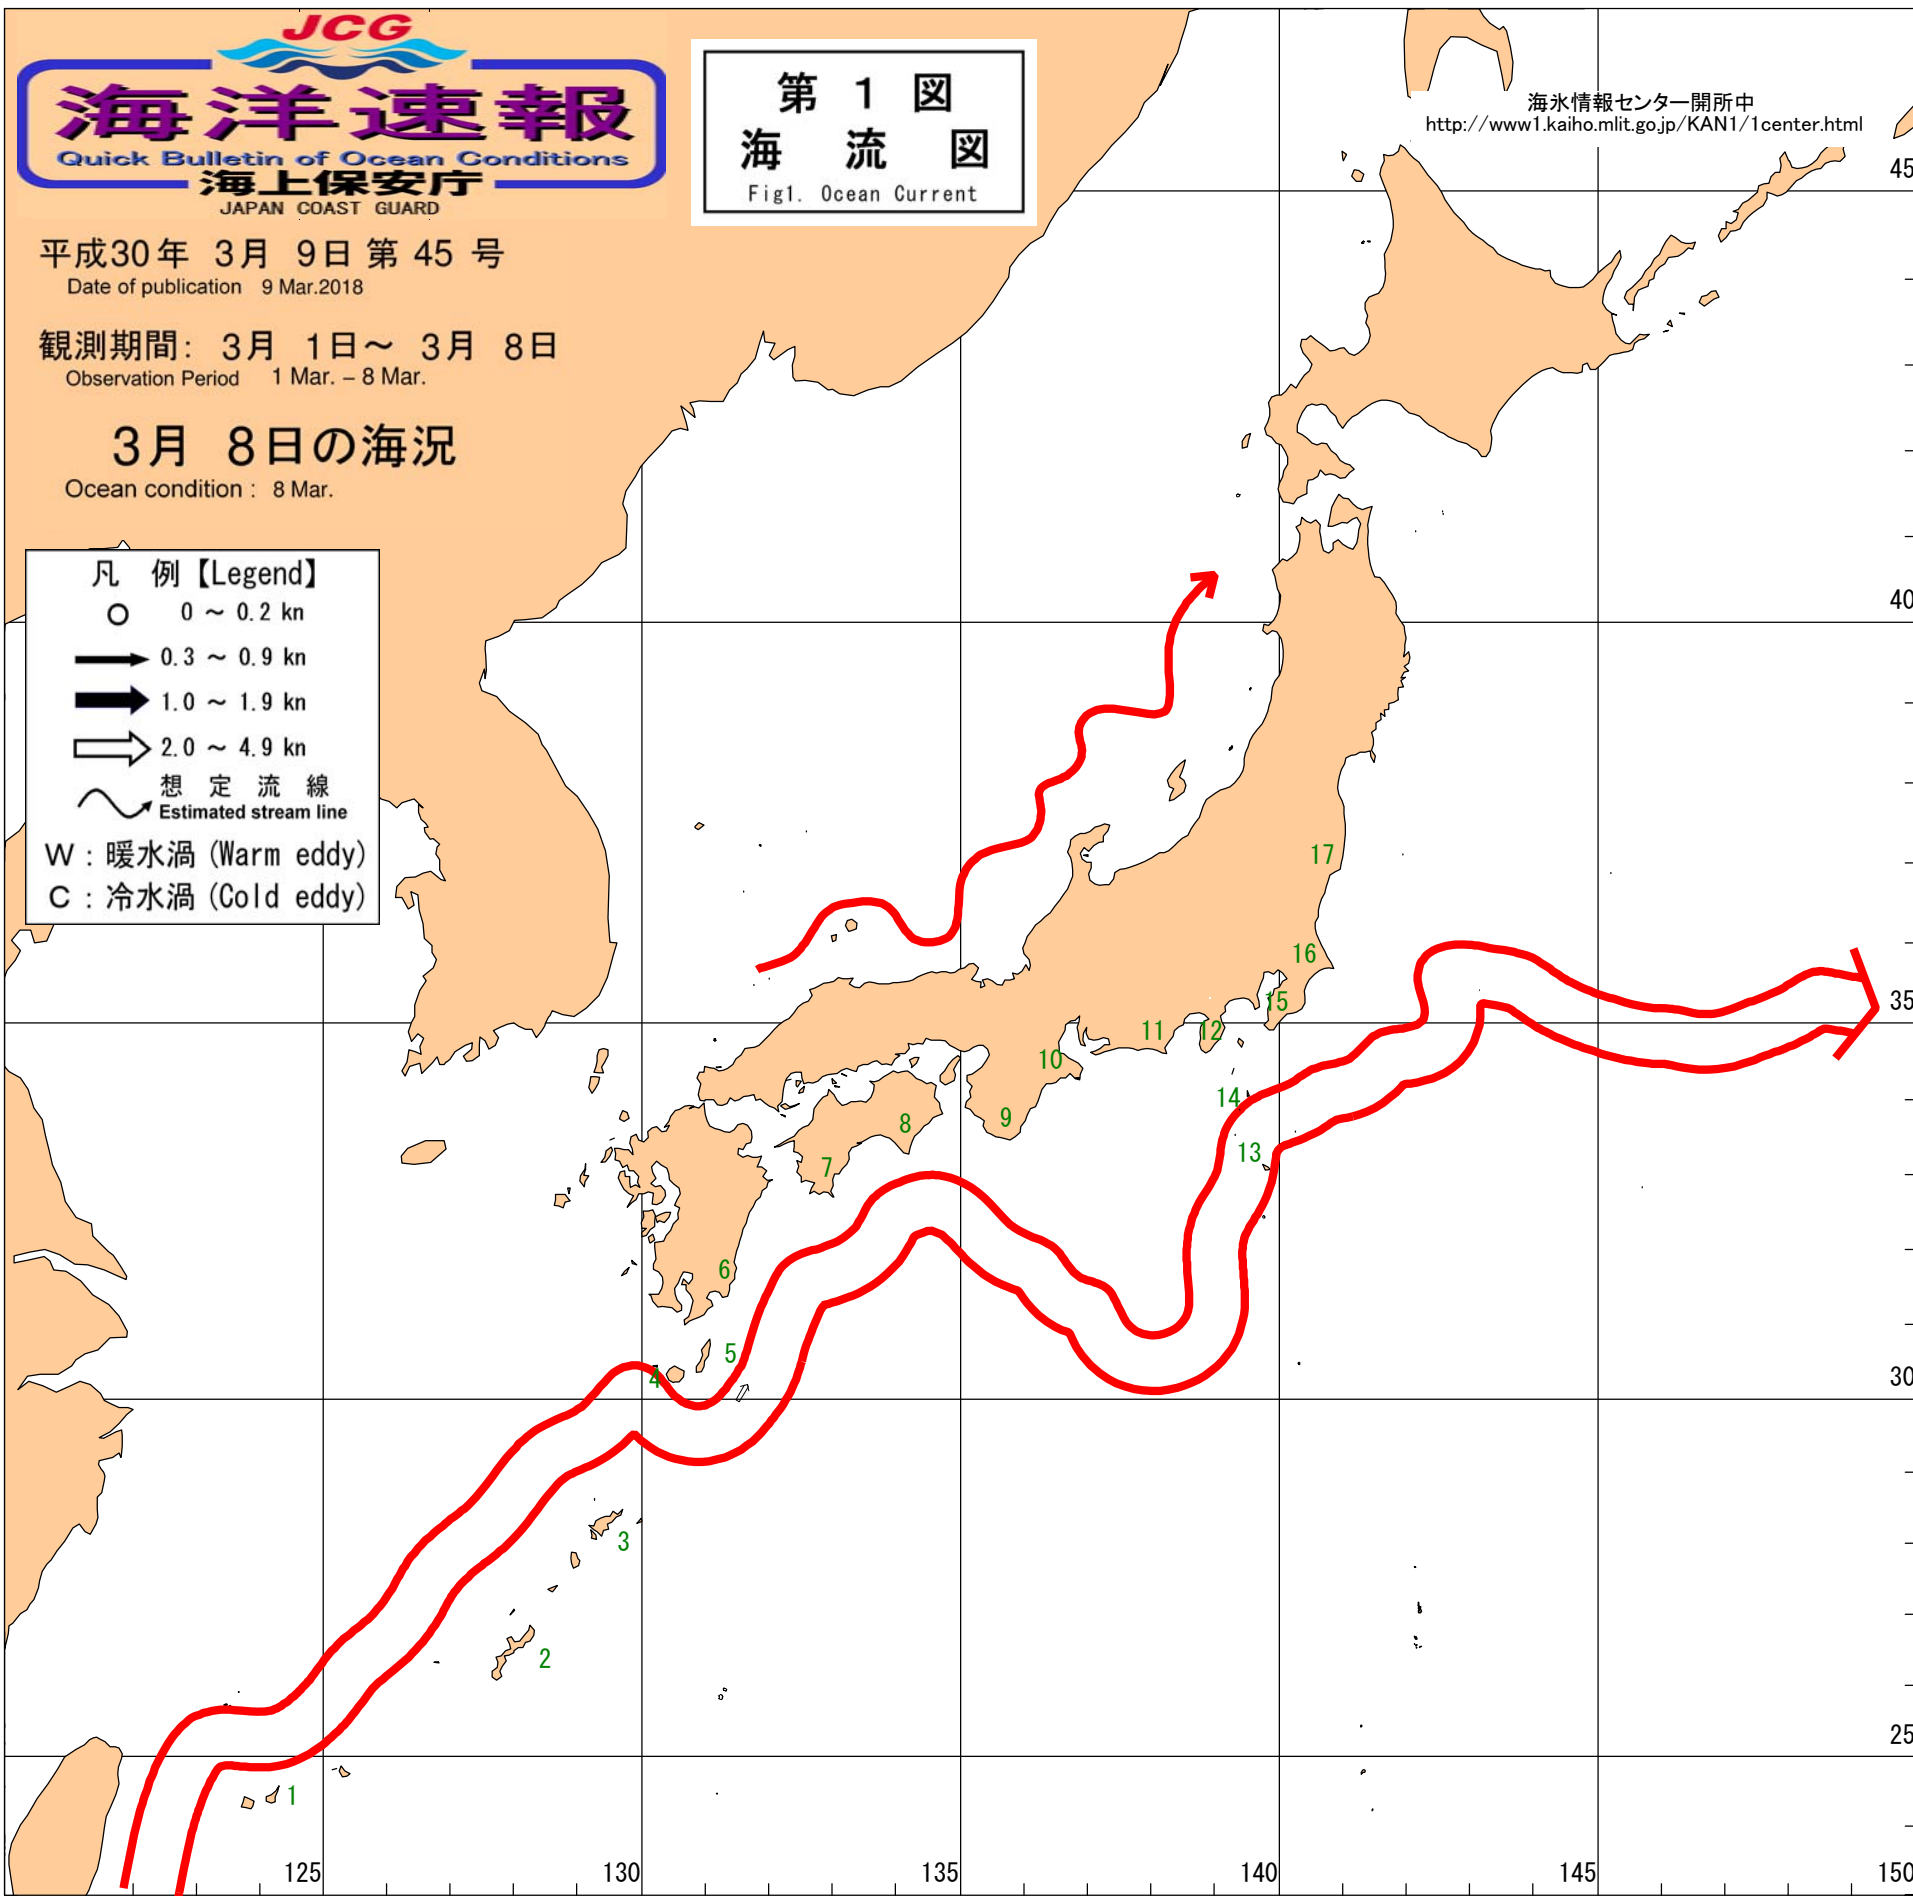 JCG
海洋速報
Quick Bulletin of Ocean Conditions
海上保安庁
JAPAN COAST GUARD
第 1 図
海 流 図
Fig1. Ocean Current
海氷情報センター開所中
http://www1.kaiho.mlit.go.jp/KAN1/1center.html
平成30年 3月 9日 第 45 号
Date of publication 9 Mar.2018
観測期間: 3月 1日～ 3月 8日
Observation Period 1 Mar. – 8 Mar.
3月 8日の海況
Ocean condition : 8 Mar.
凡 例【Legend】
0 ～ 0.2 kn
0.3 ～ 0.9 kn
1.0 ～ 1.9 kn
2.0 ～ 4.9 kn
想 定 流 線
Estimated stream line
W : 暖水渦 (Warm eddy)
C : 冷水渦 (Cold eddy)
45
40
17
16
35
15
11
12
10
14
9
8
13
7
6
5
4
30
3
2
25
1
125
130
135
140
145
150